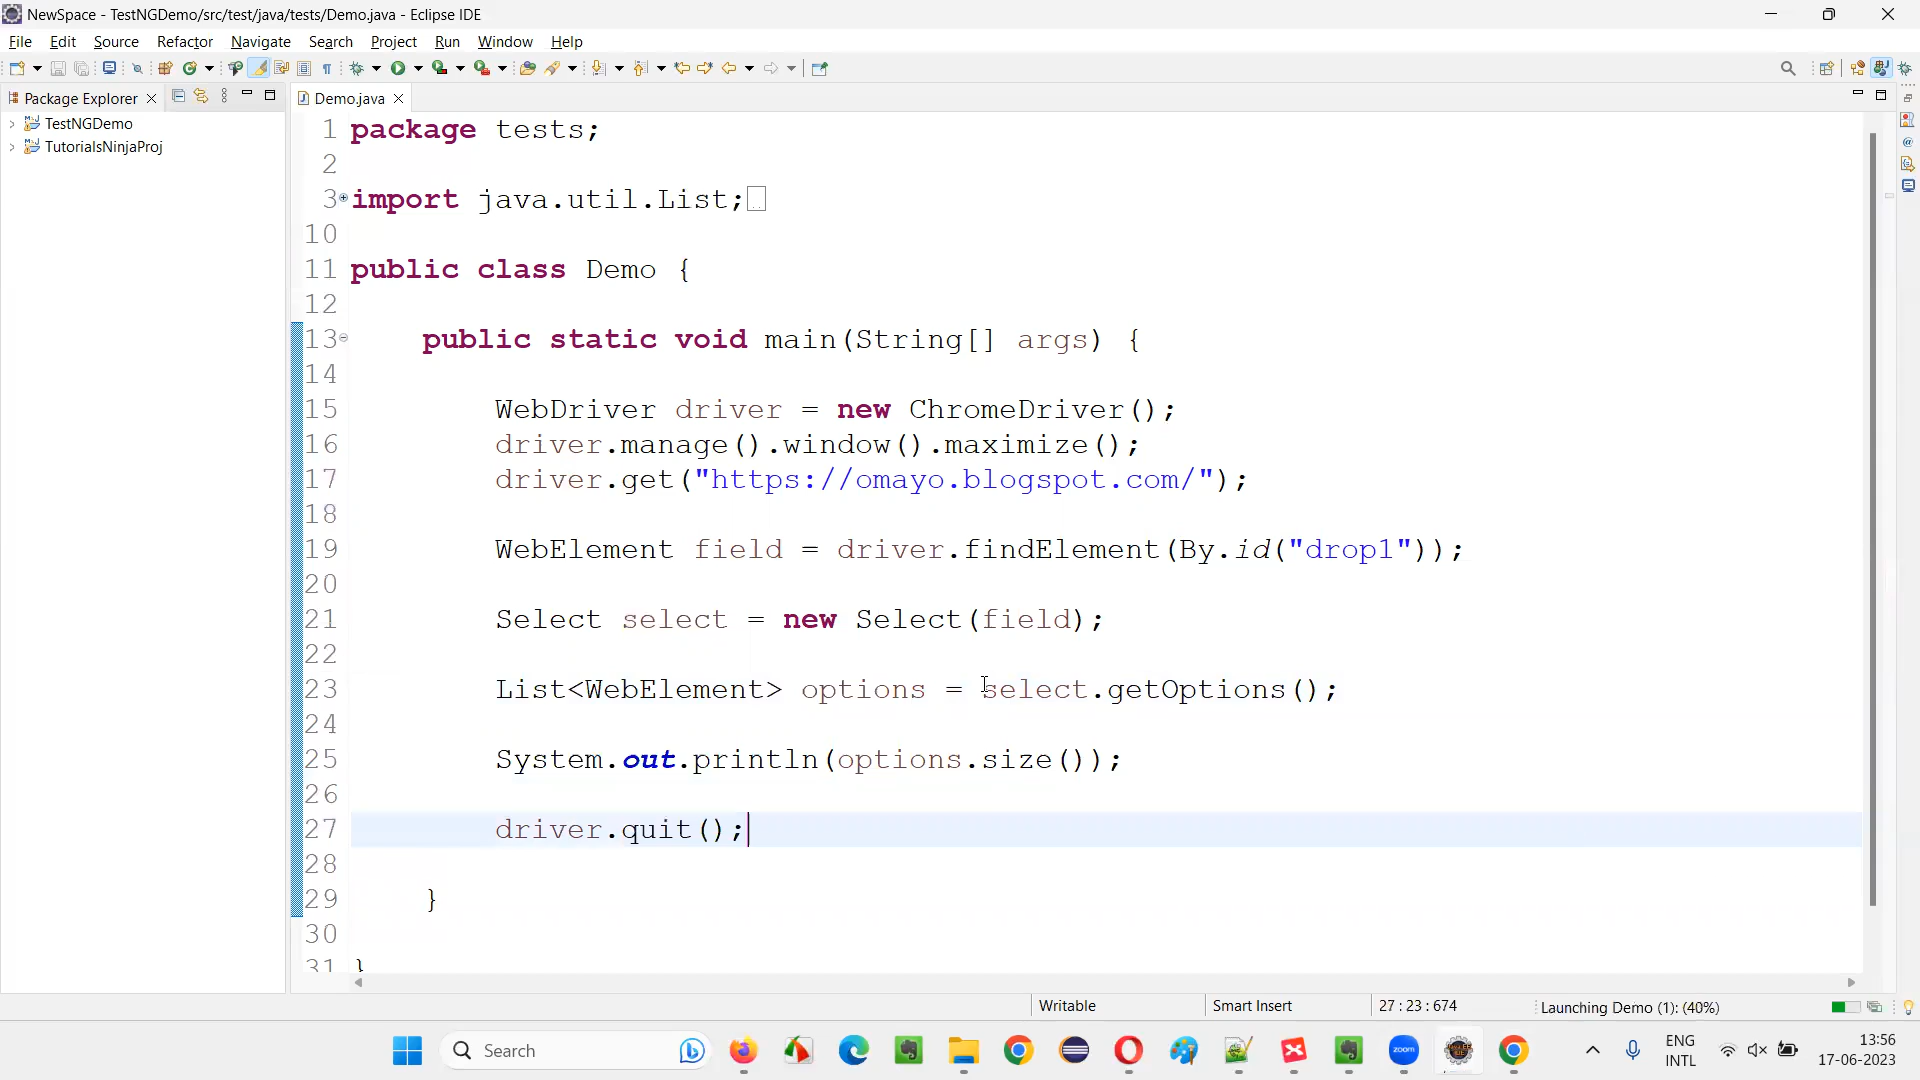 NewSpace - TestNGDemo/src/test/java/tests/Demo.java - Eclipse IDE
File Edit Source Refactor Navigate Search Project Run Window Help
Package Explorer
Demo.java
TestNGDemo
TutorialsNinjaProj
1 package tests;
2
3 import java.util.List;
10
11 public class Demo {
12
13 public static void main(String[] args) {
14
15 WebDriver driver = new ChromeDriver();
16 driver.manage().window().maximize();
17 driver.get("https://omayo.blogspot.com/");
18
19 WebElement field = driver.findElement(By.id("drop1"));
20
21 Select select = new Select(field);
22
23 List<WebElement> options = select.getOptions();
24
25 System.out.println(options.size());
26
27 driver.quit();
28
29 }
30
31 }
Writable Smart Insert 27 : 23 : 674 Launching Demo (1): (40%)
Search
zoom
ENG
INTL
13:56
17-06-2023